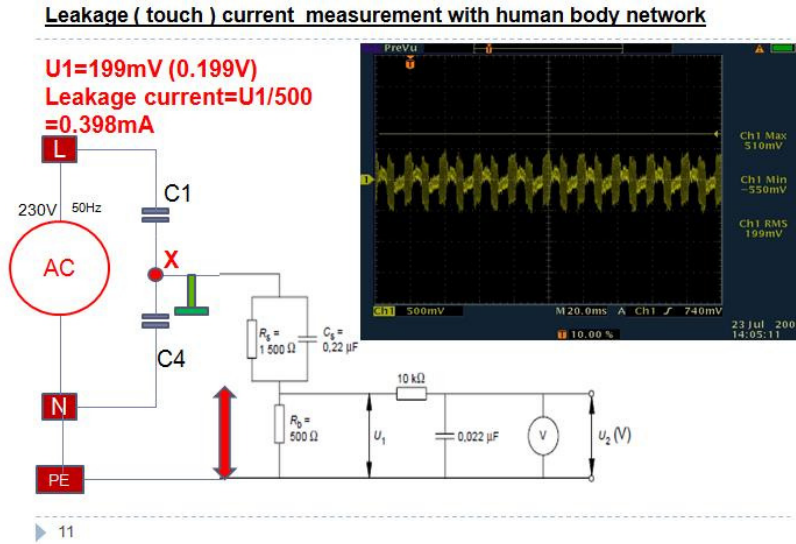 Leakage ( touch ) current  measurement with human body network
U1=199mV (0.199V)
Leakage current=U1/500
=0.398mA
L
C1
230V 50Hz
X
AC
C4
N
PE
Rs =
1 500 Ω
Cs =
0,22 μF
RD =
500 Ω
U1
10 kΩ
0,022 μF
V
U2 (V)
PreVu
T
1
Ch1 Max
510mV
Ch1 Min
-550mV
Ch1 RMS
199mV
Ch1 500mV M 20.0ms A Ch1 740mV
T 10.00 %
23 Jul 200
14:05:11
11